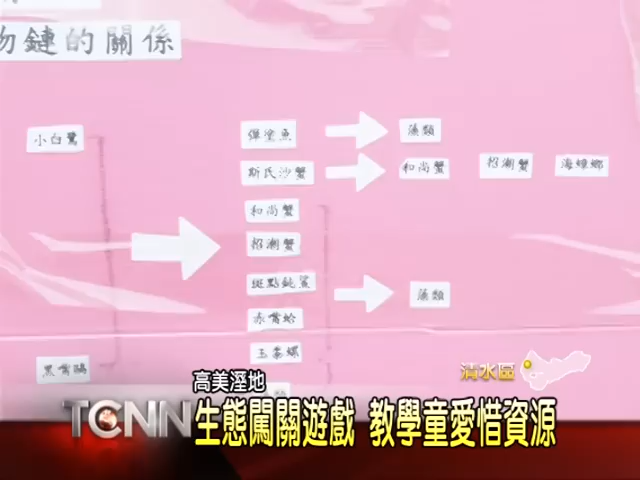 物鏈的關係
小白鷺
彈塗魚
藻類
斯氏沙蟹
和尚蟹
招潮蟹
海蟑螂
和尚蟹
招潮蟹
斑點鈍鯊
藻類
赤嘴蛤
玉黍螺
黑嘴鷗
清水區
高美溼地
TCNN
生態闖關遊戲 教學童愛惜資源